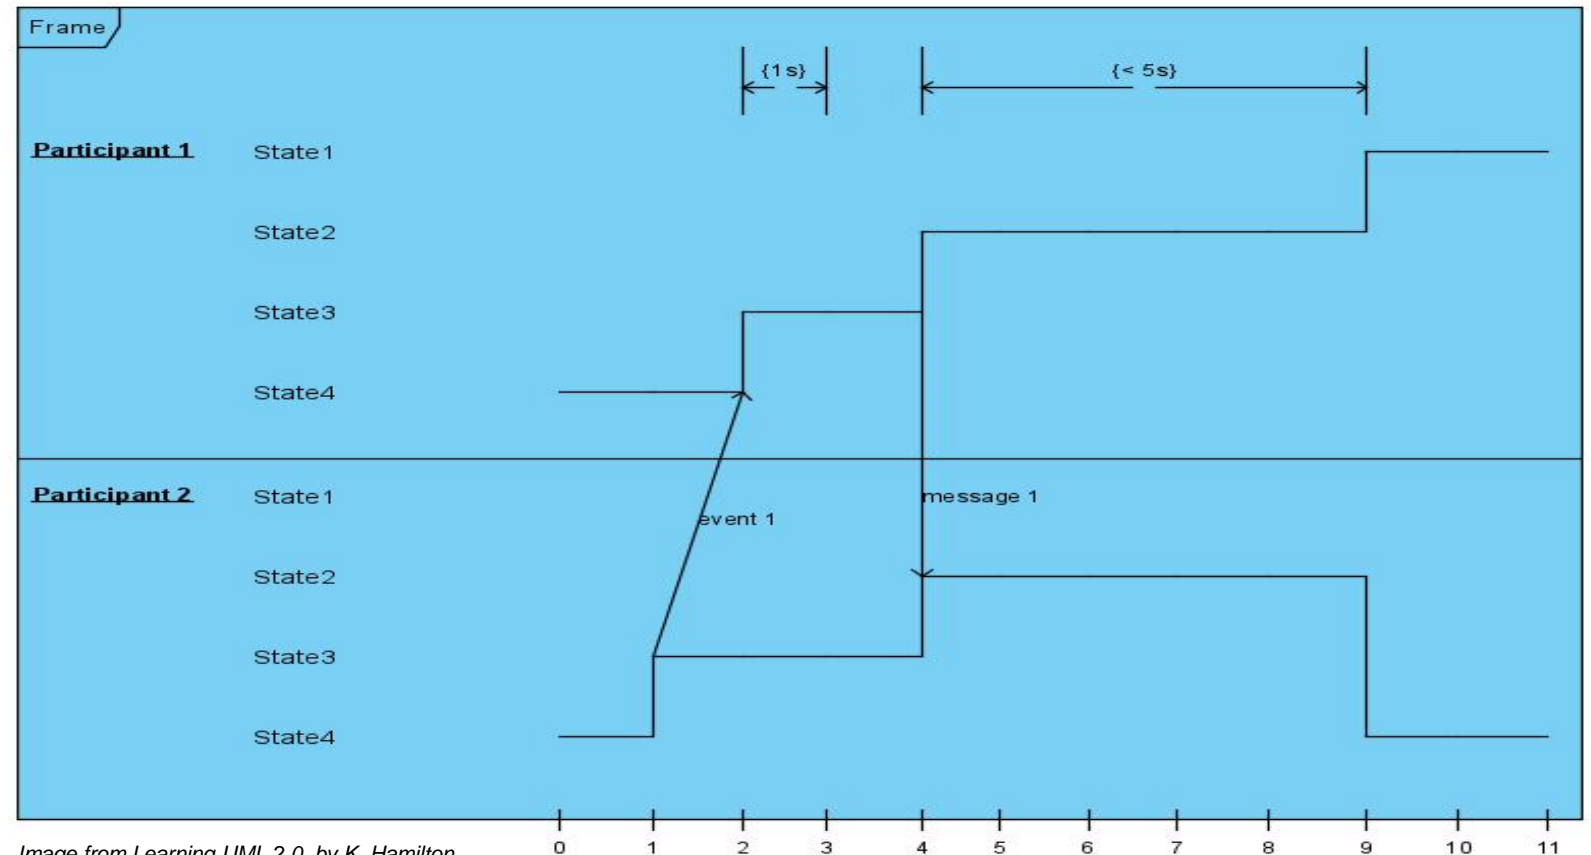 Frame
{1s}
{< 5s}
Participant 1
State1
State2
State3
State4
Participant 2
State1
message 1
event 1
State2
State3
State4
0 1 2 3 4 5 6 7 8 9 10 11
Image from Learning UML 2.0, by K. Hamilton